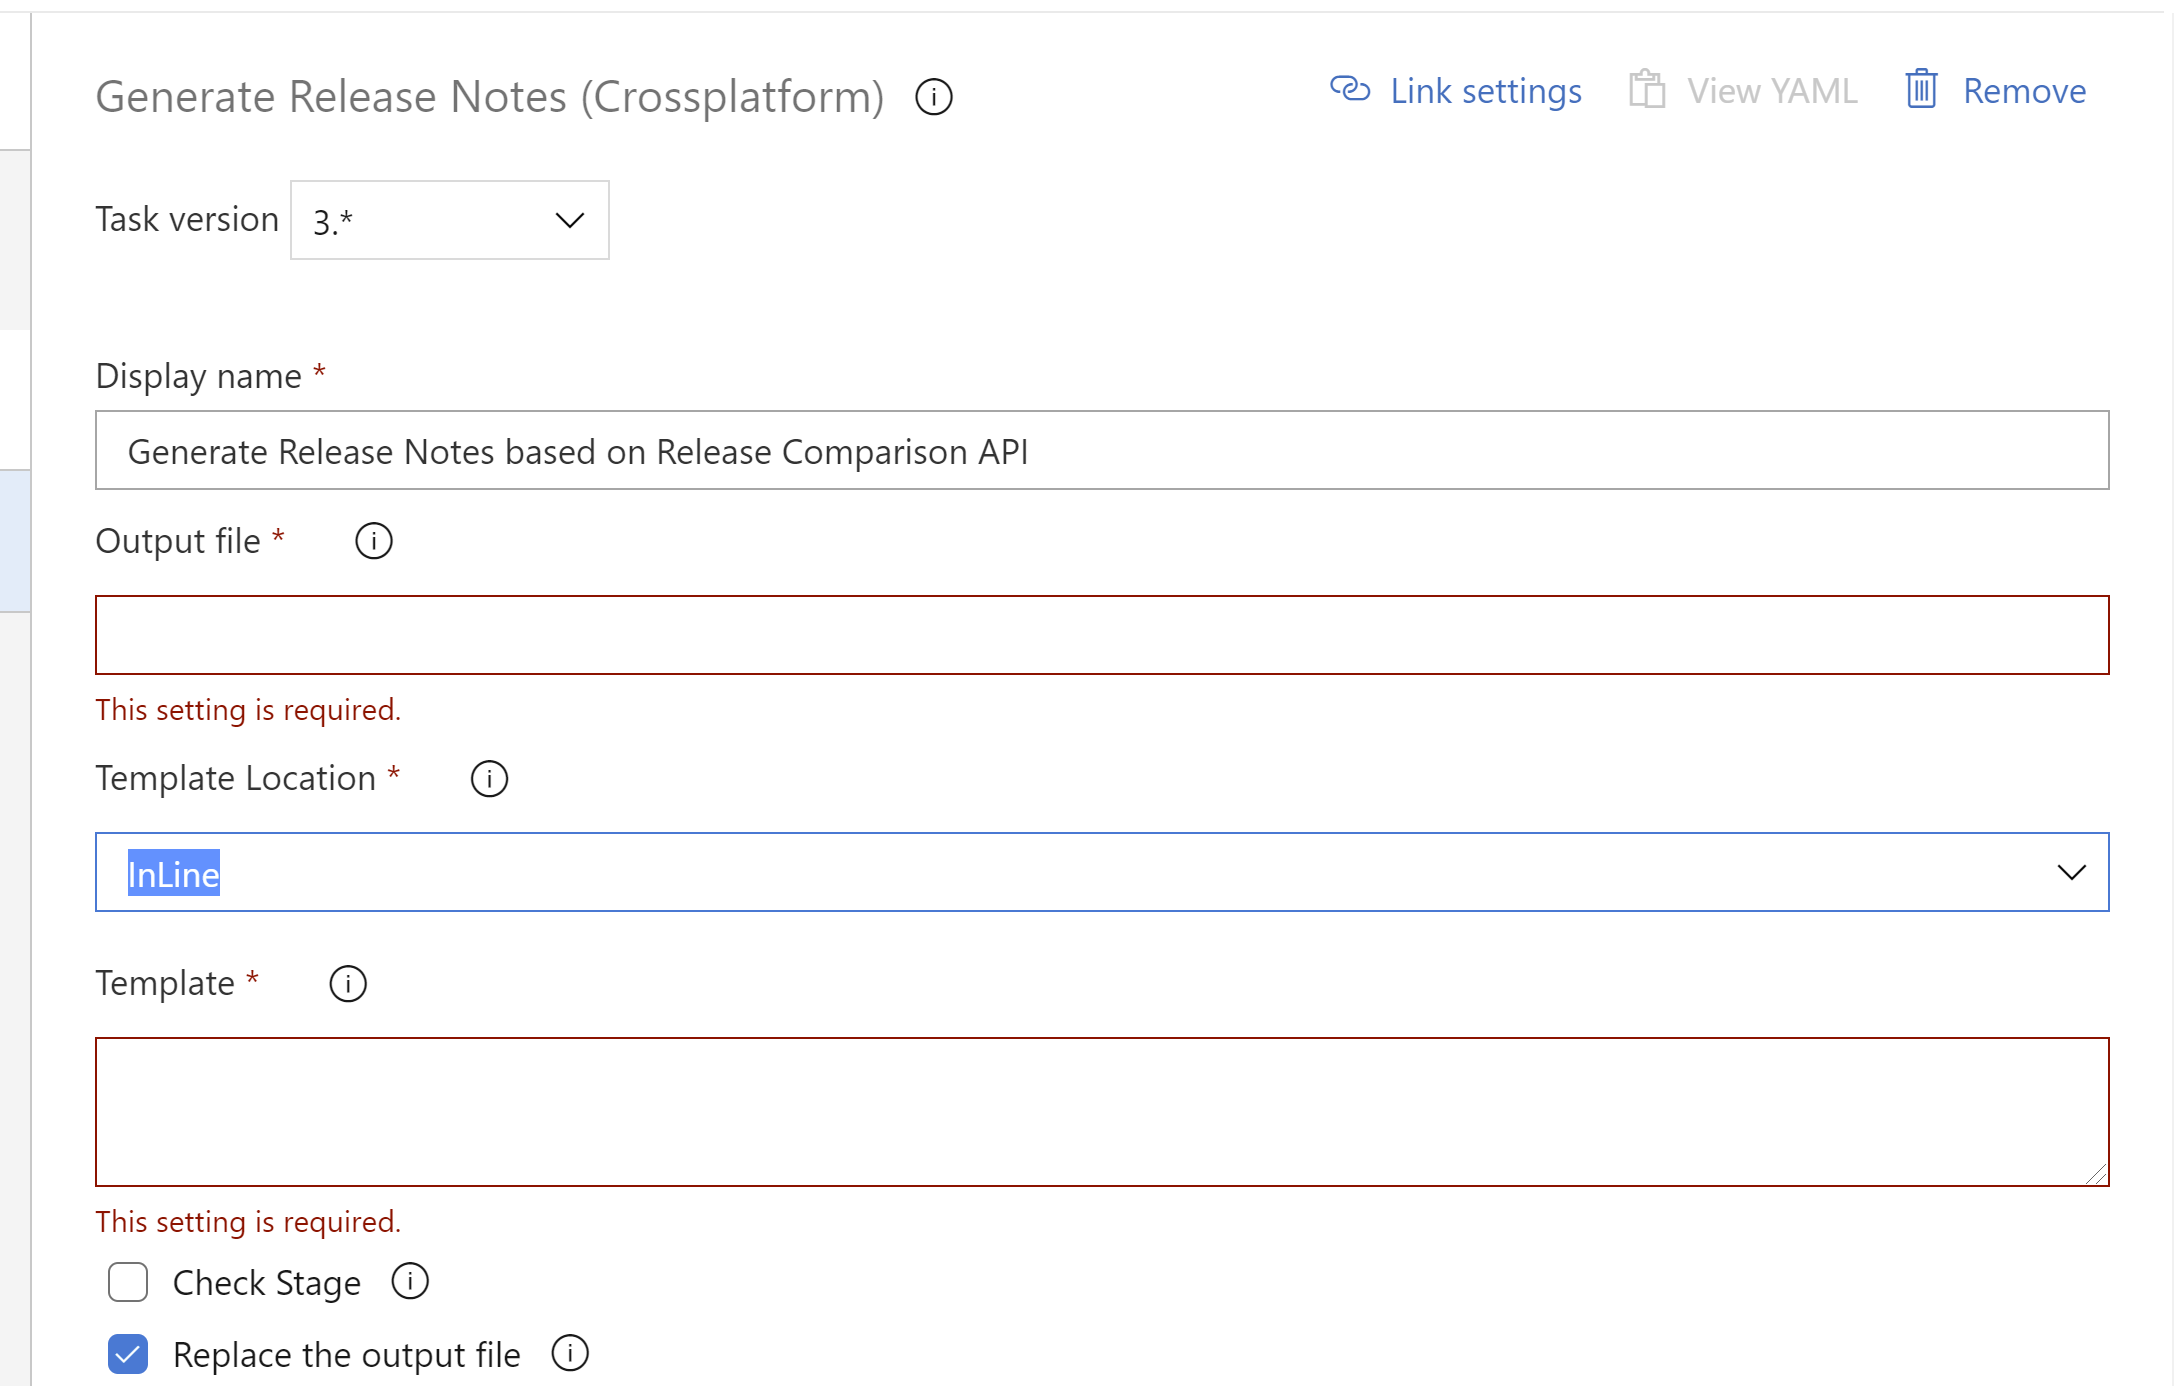 Generate Release Notes (Crossplatform)
Link settings
View YAML
Remove
Task version 3.*
Display name *
Generate Release Notes based on Release Comparison API
Output file *
This setting is required.
Template Location *
InLine
Template *
This setting is required.
Check Stage
Replace the output file